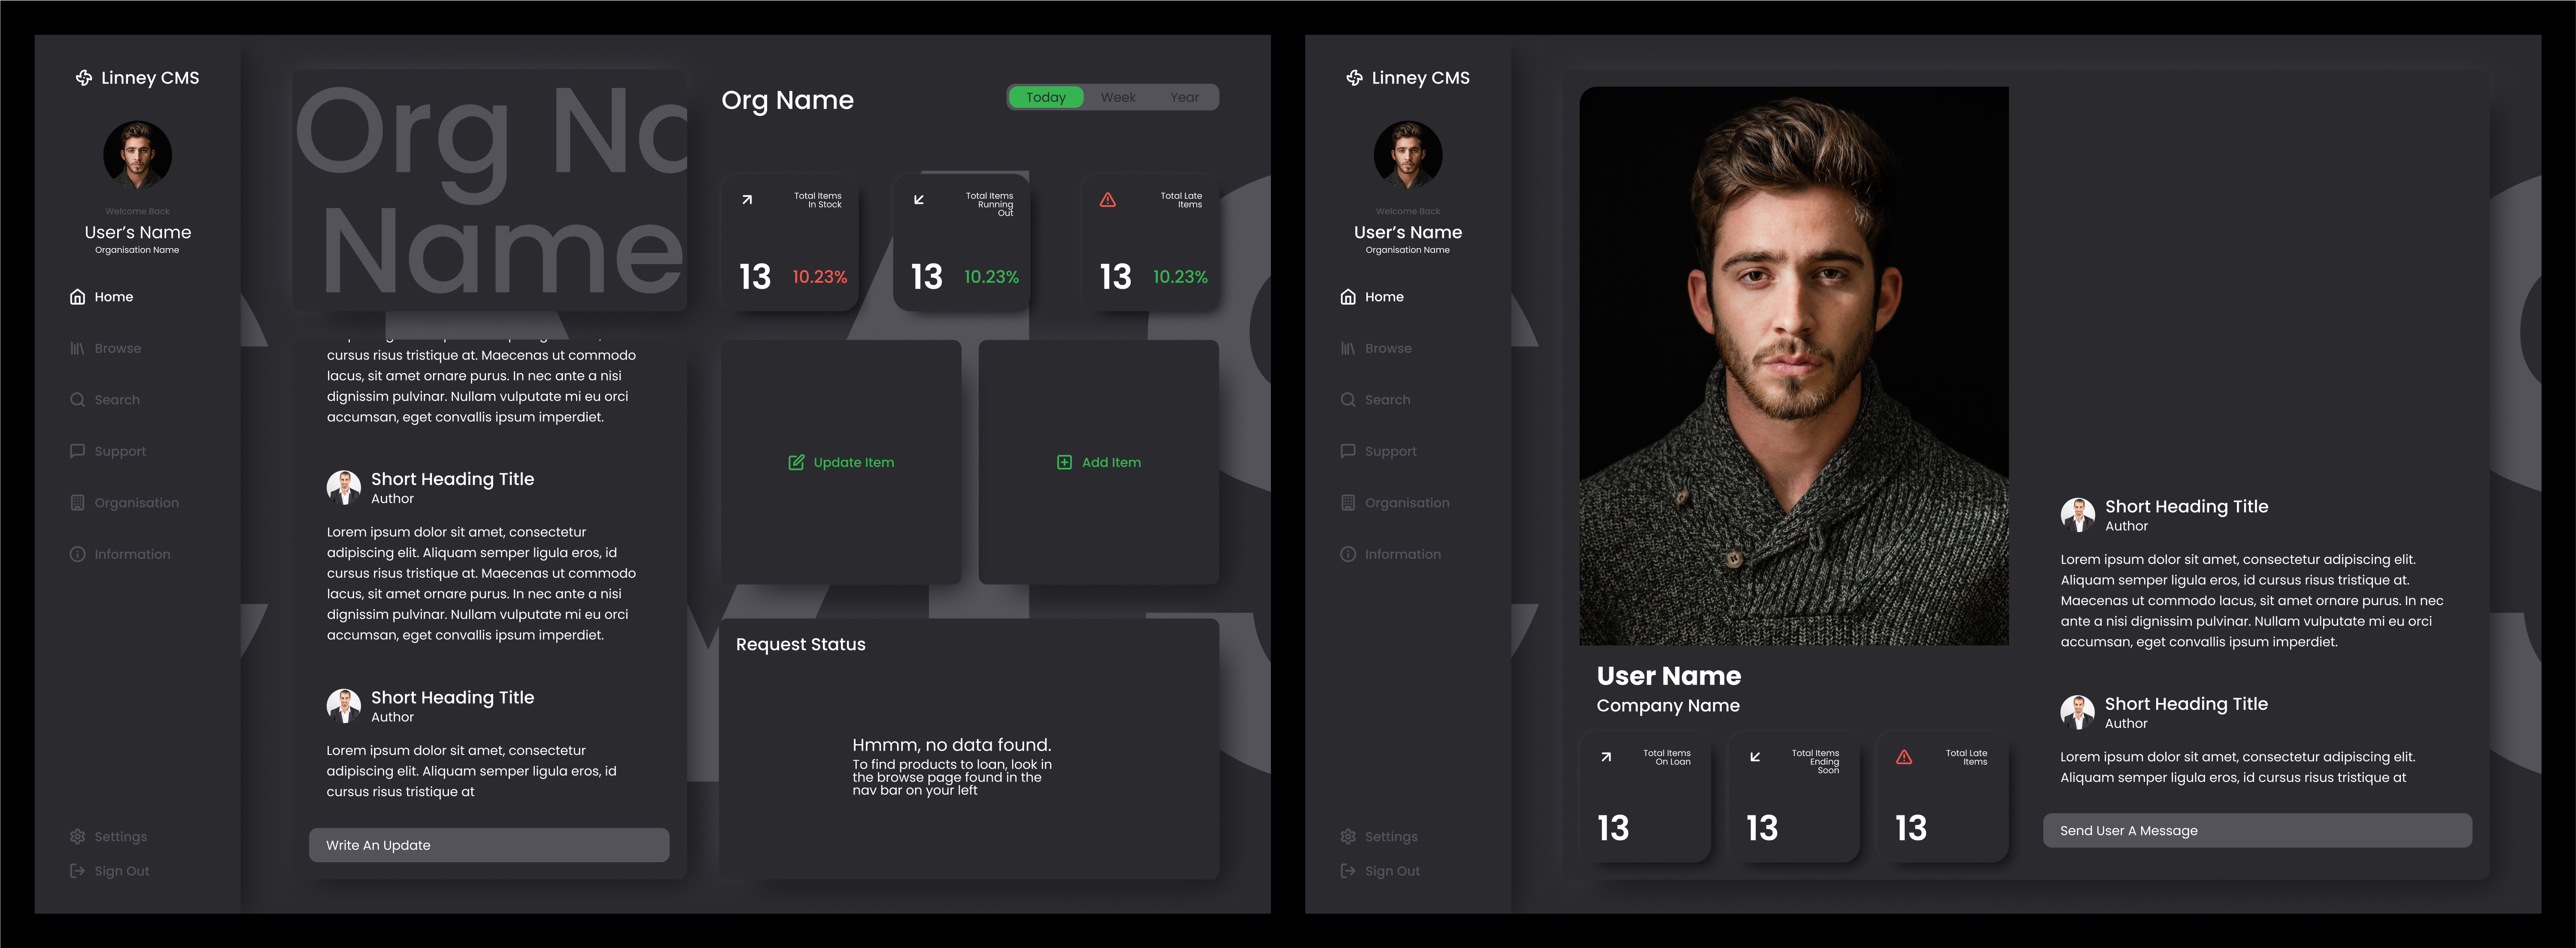 Linney CMS
Welcome Back
User's Name
Organisation Name
Home
Browse
Search
Support
Organisation
Information
Settings
Sign Out
Org Na
Name
cursus risus tristique at. Maecenas ut commodo
lacus, sit amet ornare purus. In nec ante a nisi
dignissim pulvinar. Nullam vulputate mi eu orci
accumsan, eget convallis ipsum imperdiet.
Short Heading Title
Author
Lorem ipsum dolor sit amet, consectetur
adipiscing elit. Aliquam semper ligula eros, id
cursus risus tristique at. Maecenas ut commodo
lacus, sit amet ornare purus. In nec ante a nisi
dignissim pulvinar. Nullam vulputate mi eu orci
accumsan, eget convallis ipsum imperdiet.
Short Heading Title
Author
Lorem ipsum dolor sit amet, consectetur
adipiscing elit. Aliquam semper ligula eros, id
cursus risus tristique at
Write An Update
Org Name
Today Week Year
Total Items
In Stock
13 10.23%
Total Items
Running
Out
13 10.23%
Total Late
Items
13 10.23%
Update Item
Add Item
Request Status
Hmmm, no data found.
To find products to loan, look in
the browse page found in the
nav bar on your left
Linney CMS
Welcome Back
User's Name
Organisation Name
Home
Browse
Search
Support
Organisation
Information
Settings
Sign Out
User Name
Company Name
Total Items
On Loan
13
Total Items
Ending
Soon
13
Total Late
Items
13
Short Heading Title
Author
Lorem ipsum dolor sit amet, consectetur adipiscing elit.
Aliquam semper ligula eros, id cursus risus tristique at.
Maecenas ut commodo lacus, sit amet ornare purus. In nec
ante a nisi dignissim pulvinar. Nullam vulputate mi eu orci
accumsan, eget convallis ipsum imperdiet.
Short Heading Title
Author
Lorem ipsum dolor sit amet, consectetur adipiscing elit.
Aliquam semper ligula eros, id cursus risus tristique at
Send User A Message